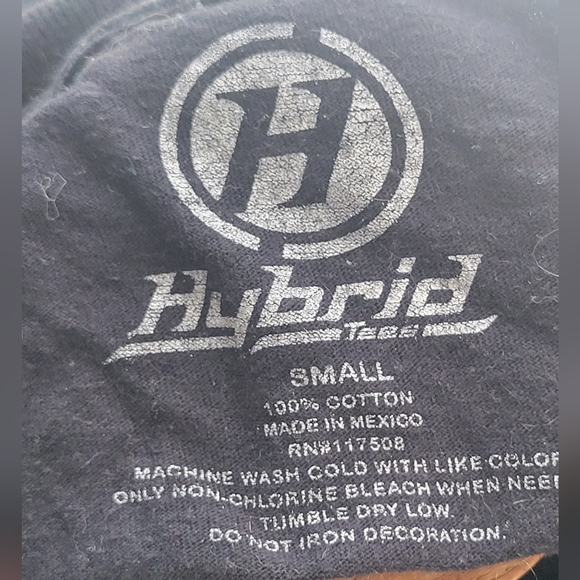 H
Hybrid
TEES
SMALL
100% COTTON
MADE IN MEXICO
RN#117508
MACHINE WASH COLD WITH LIKE COLOR
ONLY NON-CHLORINE BLEACH WHEN NEE
TUMBLE DRY LOW.
DO NOT IRON DECORATION.